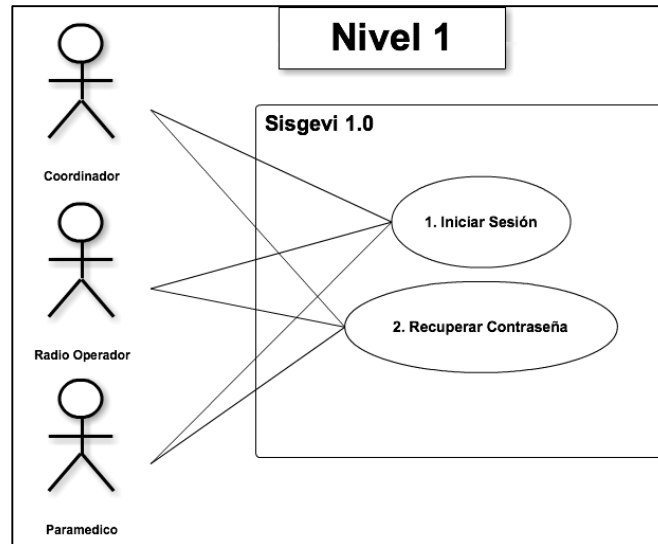 Nivel 1
Sisgevi 1.0
Coordinador
1. Iniciar Sesión
Radio Operador
2. Recuperar Contraseña
Paramedico